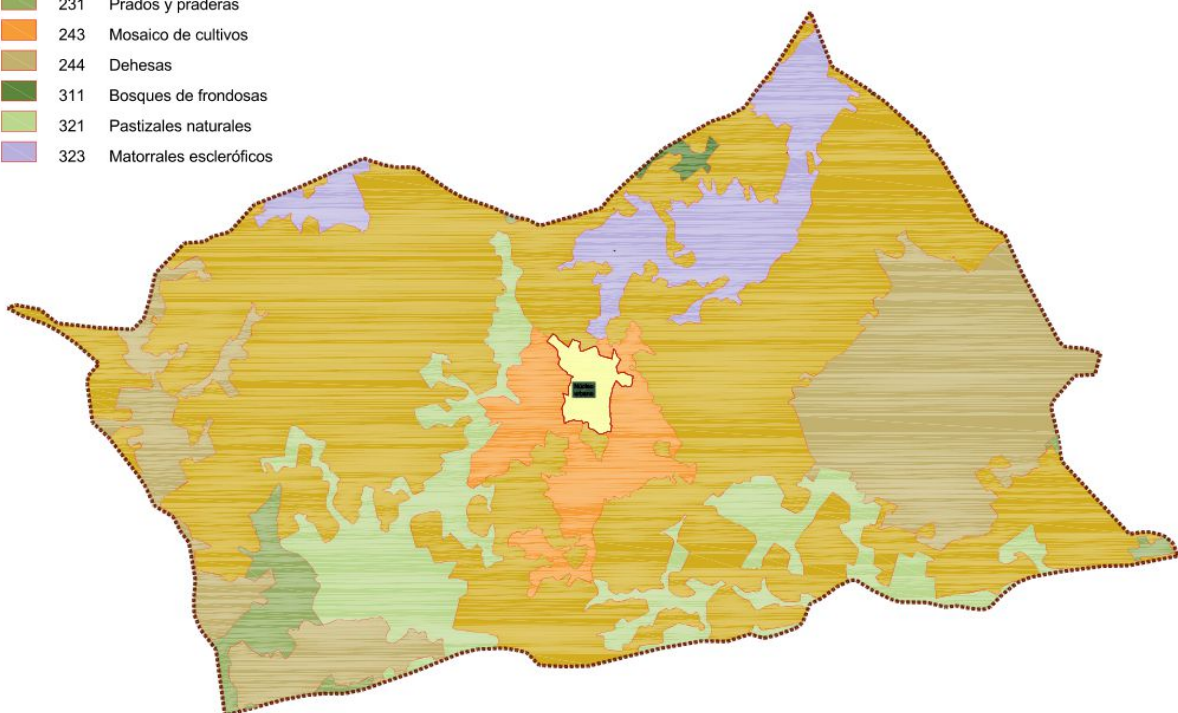 231 Prados y praderas
243 Mosaico de cultivos
244 Dehesas
311 Bosques de frondosas
321 Pastizales naturales
323 Matorrales escleróficos